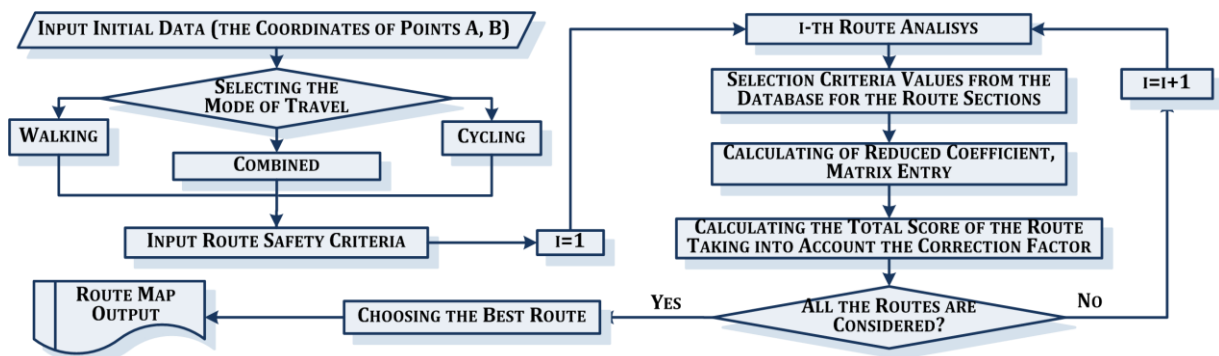 INPUT INITIAL DATA (THE COORDINATES OF POINTS A, B)
SELECTING THE
MODE OF TRAVEL
WALKING
CYCLING
COMBINED
INPUT ROUTE SAFETY CRITERIA
I=1
I-TH ROUTE ANALISYS
SELECTION CRITERIA VALUES FROM THE
DATABASE FOR THE ROUTE SECTIONS
I=I+1
CALCULATING OF REDUCED COEFFICIENT,
MATRIX ENTRY
CALCULATING THE TOTAL SCORE OF THE ROUTE
TAKING INTO ACCOUNT THE CORRECTION FACTOR
ALL THE ROUTES ARE
CONSIDERED?
YES
NO
CHOOSING THE BEST ROUTE
ROUTE MAP
OUTPUT